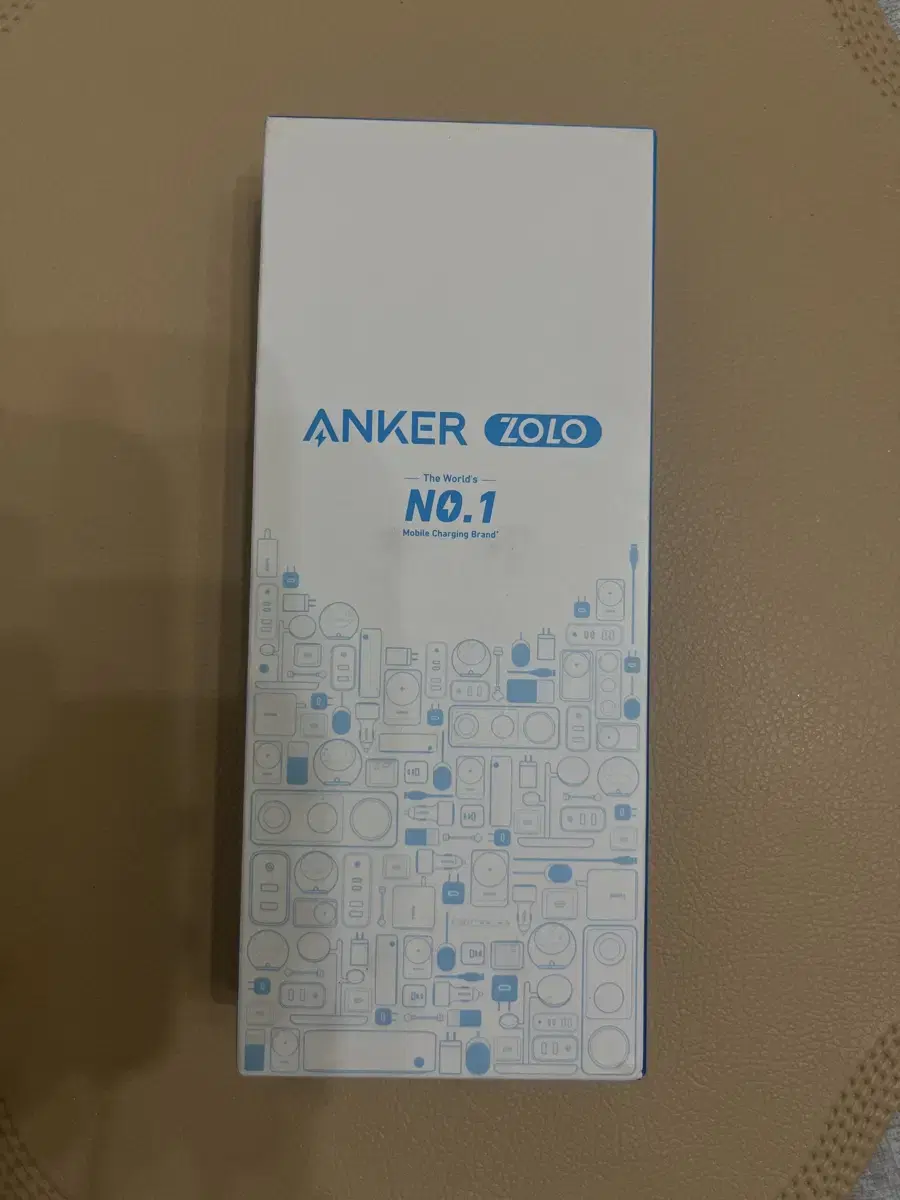 ANKER ZOLO
The World's
NO.1
Mobile Charging Brand*